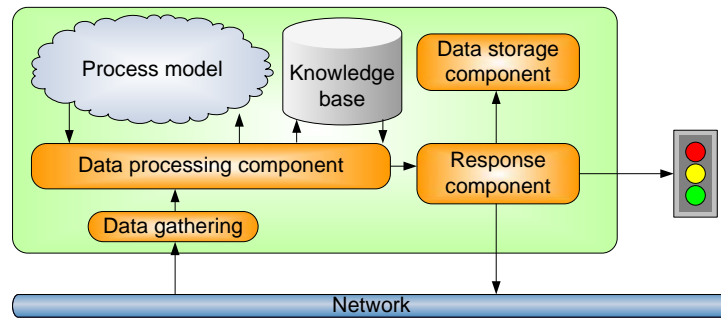 Process model
Knowledge
base
Data storage
component
Data processing component
Response
component
Data gathering
Network